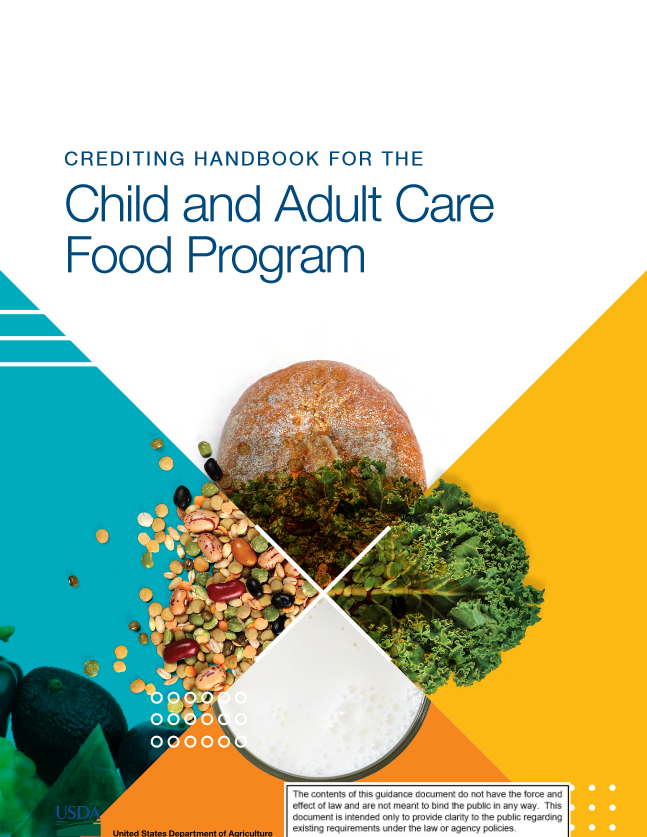 CREDITING HANDBOOK FOR THE
Child and Adult Care
Food Program
The contents of this guidance document do not have the force and
effect of law and are not meant to bind the public in any way.  This
document is intended only to provide clarity to the public regarding
existing requirements under the law or agency policies.
USDA
United States Department of Agriculture